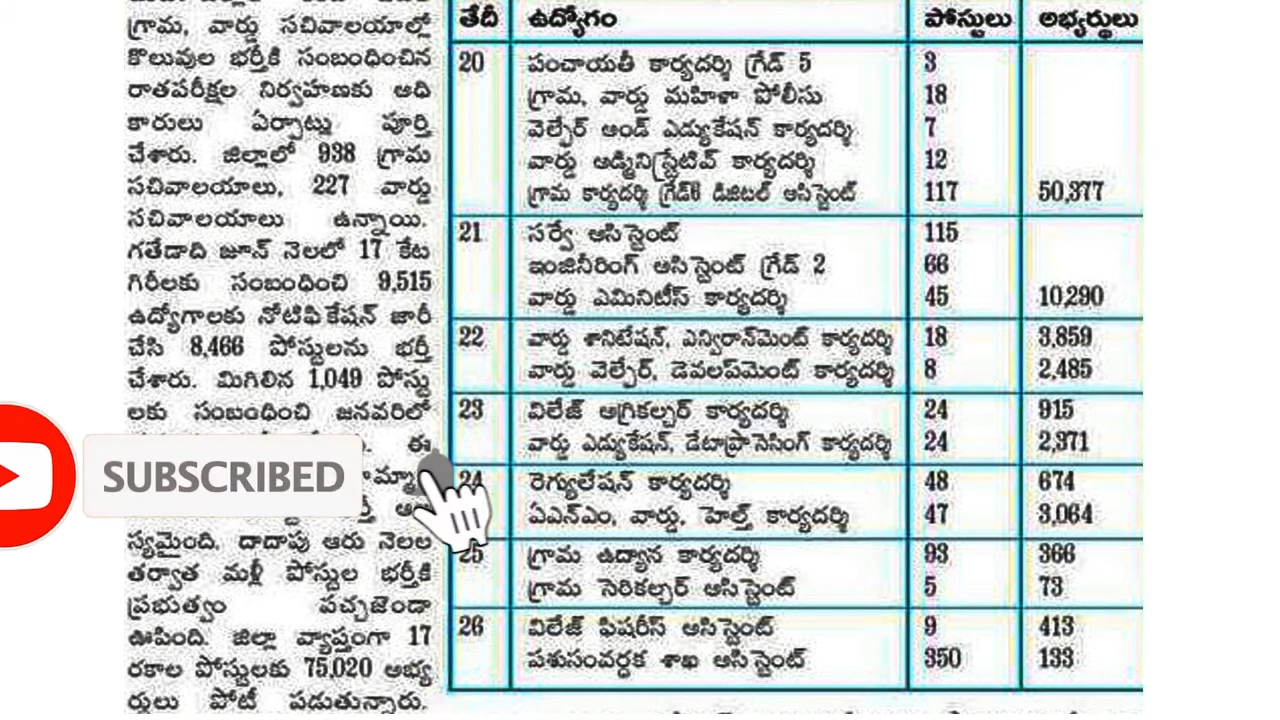 గ్రామ, వార్డు సచివాలయాల్లో
కొలువుల భర్తీకి సంబంధించిన
రాతపరీక్షల నిర్వహణకు అధి
కారులు ఏర్పాట్లు పూర్తి
చేశారు. జిల్లాలో 938 గ్రామ
సచివాలయాలు, 227 వార్డు
సచివాలయాలు ఉన్నాయి.
గతేడాది జూన్ నెలలో 17 కేట
గిరీలకు సంబంధించి 9,515
ఉద్యోగాలకు నోటిఫికేషన్ జారీ
చేసి 8,466 పోస్టులను భర్తీ
చేశారు. మిగిలిన 1,049 పోస్టు
లకు సంబంధించి జనవరిలో
ఈ
SUBSCRIBED
స్యమైంది. దాదాపు ఆరు నెలల
తర్వాత మళ్లీ పోస్టుల భర్తీకి
ప్రభుత్వం పచ్చజెండా
ఊపింది. జిల్లా వ్యాప్తంగా 17
రకాల పోస్టులకు 75,020 అభ్య
ర్థులు పోటీ పడుతున్నారు.
తేదీ ఉద్యోగం పోస్టులు అభ్యర్థులు
20 పంచాయతీ కార్యదర్శి గ్రేడ్ 5 3
గ్రామ, వార్డు మహిళా పోలీసు 18
వెల్ఫేర్ అండ్ ఎడ్యుకేషన్ కార్యదర్శి 7
వార్డు అడ్మినిస్ట్రేటివ్ కార్యదర్శి 12
గ్రామ కార్యదర్శి గ్రేడ్6 డిజిటల్ అసిస్టెంట్ 117 50,377
21 సర్వే అసిస్టెంట్ 115
ఇంజినీరింగ్ అసిస్టెంట్ గ్రేడ్ 2 66
వార్డు ఎమినిటీస్ కార్యదర్శి 45 10,290
22 వార్డు శానిటేషన్, ఎన్విరాన్‌మెంట్ కార్యదర్శి 18 3,859
వార్డు వెల్ఫేర్, డెవలప్‌మెంట్ కార్యదర్శి 8 2,485
23 విలేజ్ అగ్రికల్చర్ కార్యదర్శి 24 915
వార్డు ఎడ్యుకేషన్, డేటాప్రాసెసింగ్ కార్యదర్శి 24 2,371
24 రెగ్యులేషన్ కార్యదర్శి 48 674
ఏఎన్ఎం, వార్డు, హెల్త్ కార్యదర్శి 47 3,064
25 గ్రామ ఉద్యాన కార్యదర్శి 93 366
గ్రామ సెరికల్చర్ అసిస్టెంట్ 5 73
26 విలేజ్ ఫిషరీస్ అసిస్టెంట్ 9 413
పశుసంవర్ధక శాఖ అసిస్టెంట్ 350 133